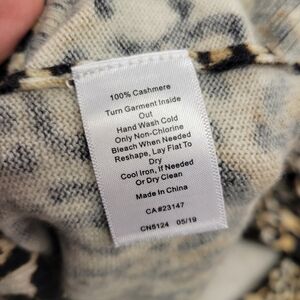 100% Cashmere
Turn Garment Inside
Out
Hand Wash Cold
Only Non-Chlorine
Bleach When Needed
Reshape, Lay Flat To
Dry
Cool Iron, If Needed
Or Dry Clean
Made In China
CA#23147
CN5124 05/19